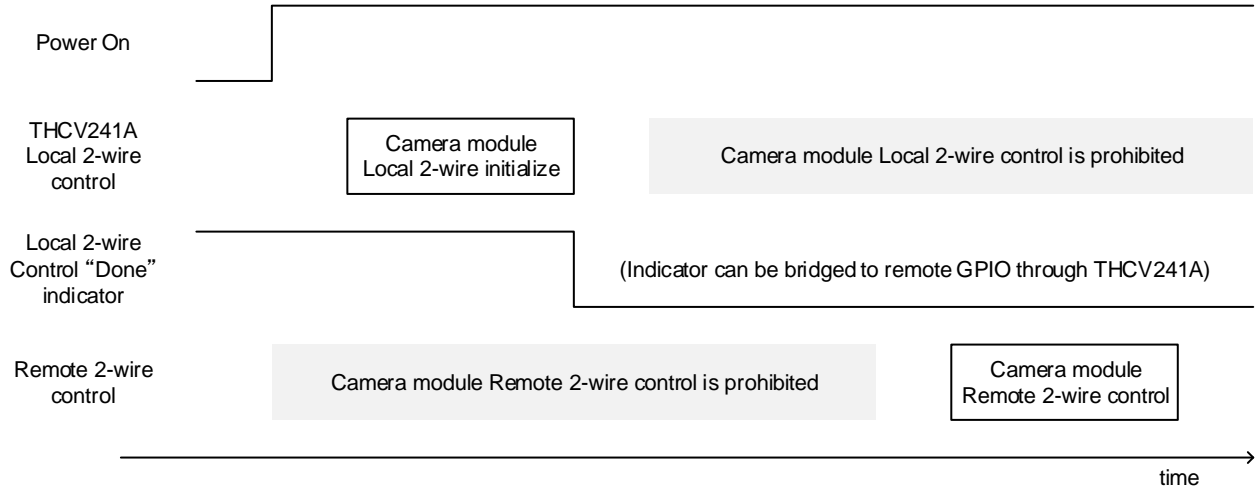 Power On
THCV241A
Local 2-wire
control
Camera module
Local 2-wire initialize
Camera module Local 2-wire control is prohibited
Local 2-wire
Control “Done”
indicator
(Indicator can be bridged to remote GPIO through THCV241A)
Remote 2-wire
control
Camera module Remote 2-wire control is prohibited
Camera module
Remote 2-wire control
time